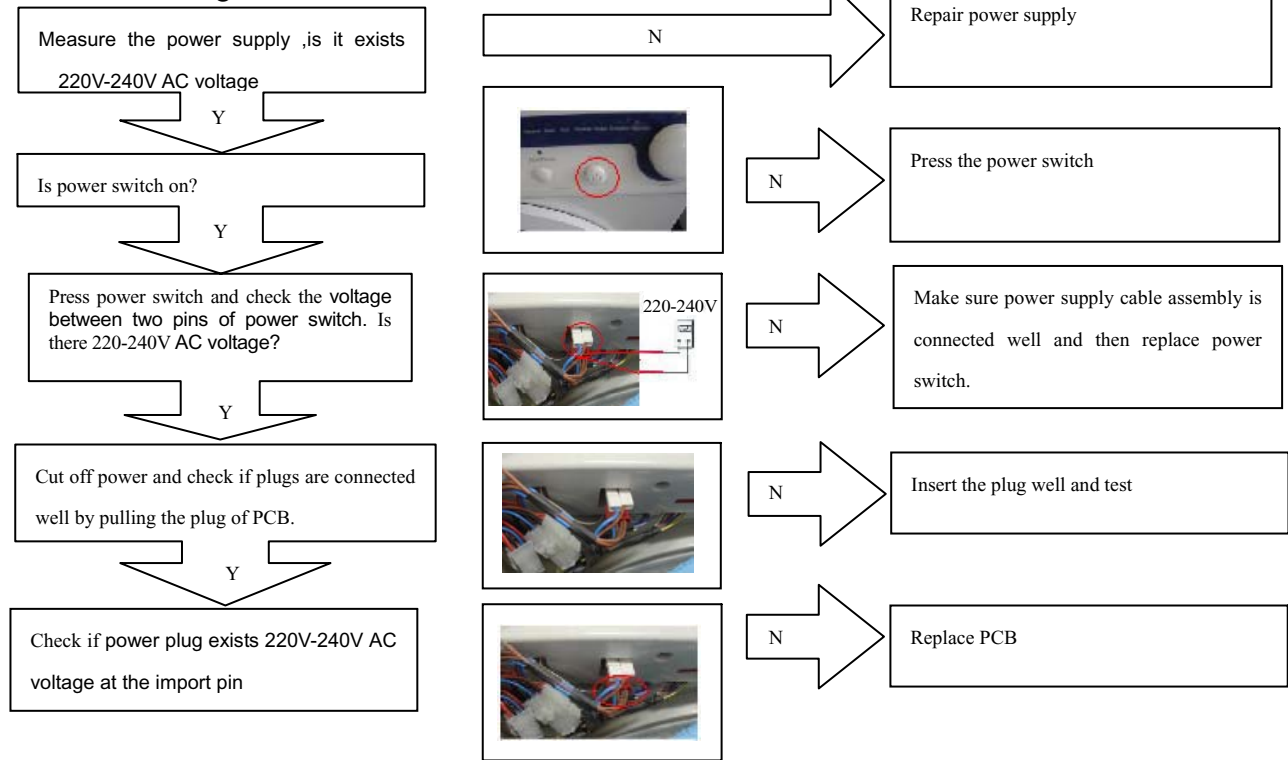 Measure the power supply ,is it exists
220V-240V AC voltage
N
Repair power supply
Y
Is power switch on?
N
Press the power switch
Y
Press power switch and check the voltage
between two pins of power switch. Is
there 220-240V AC voltage?
220-240V
N
Make sure power supply cable assembly is
connected well and then replace power
switch.
Y
Cut off power and check if plugs are connected
well by pulling the plug of PCB.
N
Insert the plug well and test
Y
Check if power plug exists 220V-240V AC
voltage at the import pin
N
Replace PCB